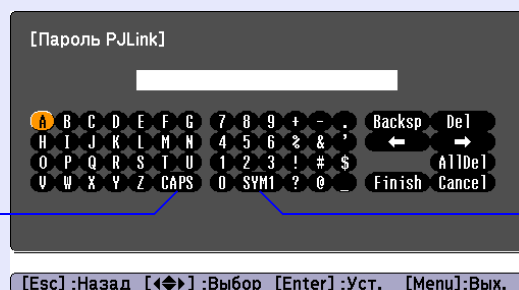 [Пароль PJLink]
A B C D E F G 7 8 9 + - . Backsp Del
H I J K L M N 4 5 6 % & ' ← →
O P Q R S T U 1 2 3 ! # $ AllDel
V W X Y Z CAPS 0 SYM1 ? @ _ Finish Cancel
[Esc] :Назад [◀◆▶] :Выбор [Enter] :Уст. [Menu]:Вых.